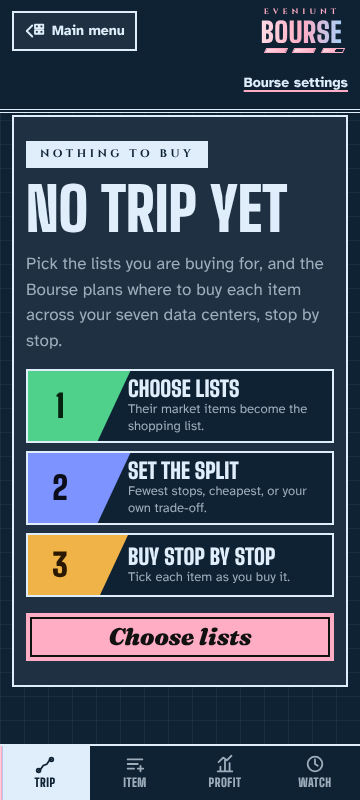 Main menu
EVENIUNT
BOURSE
Bourse settings
NOTHING TO BUY
NO TRIP YET
Pick the lists you are buying for, and the
Bourse plans where to buy each item
across your seven data centers, stop by
stop.
1
CHOOSE LISTS
Their market items become the
shopping list.
2
SET THE SPLIT
Fewest stops, cheapest, or your
own trade-off.
3
BUY STOP BY STOP
Tick each item as you buy it.
Choose lists
TRIP
ITEM
PROFIT
WATCH